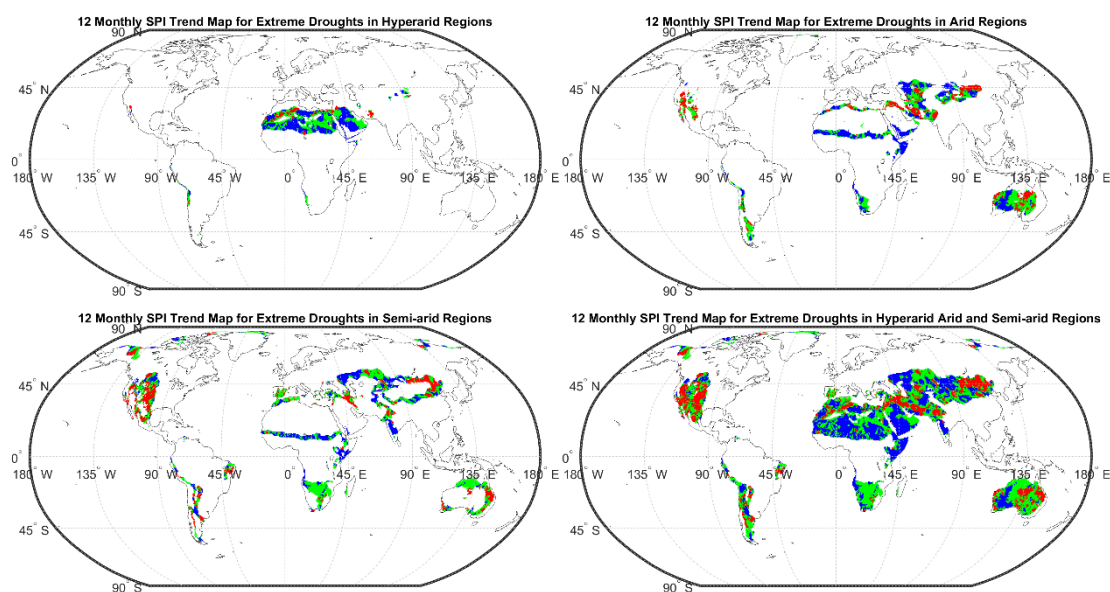 12 Monthly SPI Trend Map for Extreme Droughts in Hyperarid Regions
90° N
45° N
0°
180° W 135° W 90° W 45° W 0° 45° E 90° E 135° E 180° E
45° S
90° S
12 Monthly SPI Trend Map for Extreme Droughts in Arid Regions
90° N
45° N
0°
180° W 135° W 90° W 45° W 0° 45° E 90° E 135° E 180° E
45° S
90° S
12 Monthly SPI Trend Map for Extreme Droughts in Semi-arid Regions
90° N
45° N
0°
180° W 135° W 90° W 45° W 0° 45° E 90° E 135° E 180° E
45° S
90° S
12 Monthly SPI Trend Map for Extreme Droughts in Hyperarid Arid and Semi-arid Regions
90° N
45° N
0°
180° W 135° W 90° W 45° W 0° 45° E 90° E 135° E 180° E
45° S
90° S